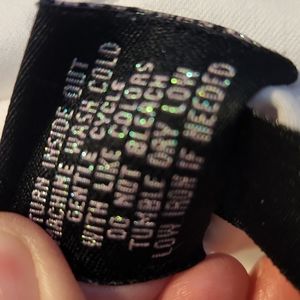 TURN INSIDE OUT
MACHINE WASH COLD
GENTLE CYCLE
WITH LIKE COLORS
DO NOT BLEACH
TUMBLE DRY LOW
LOW IRON IF NEEDED